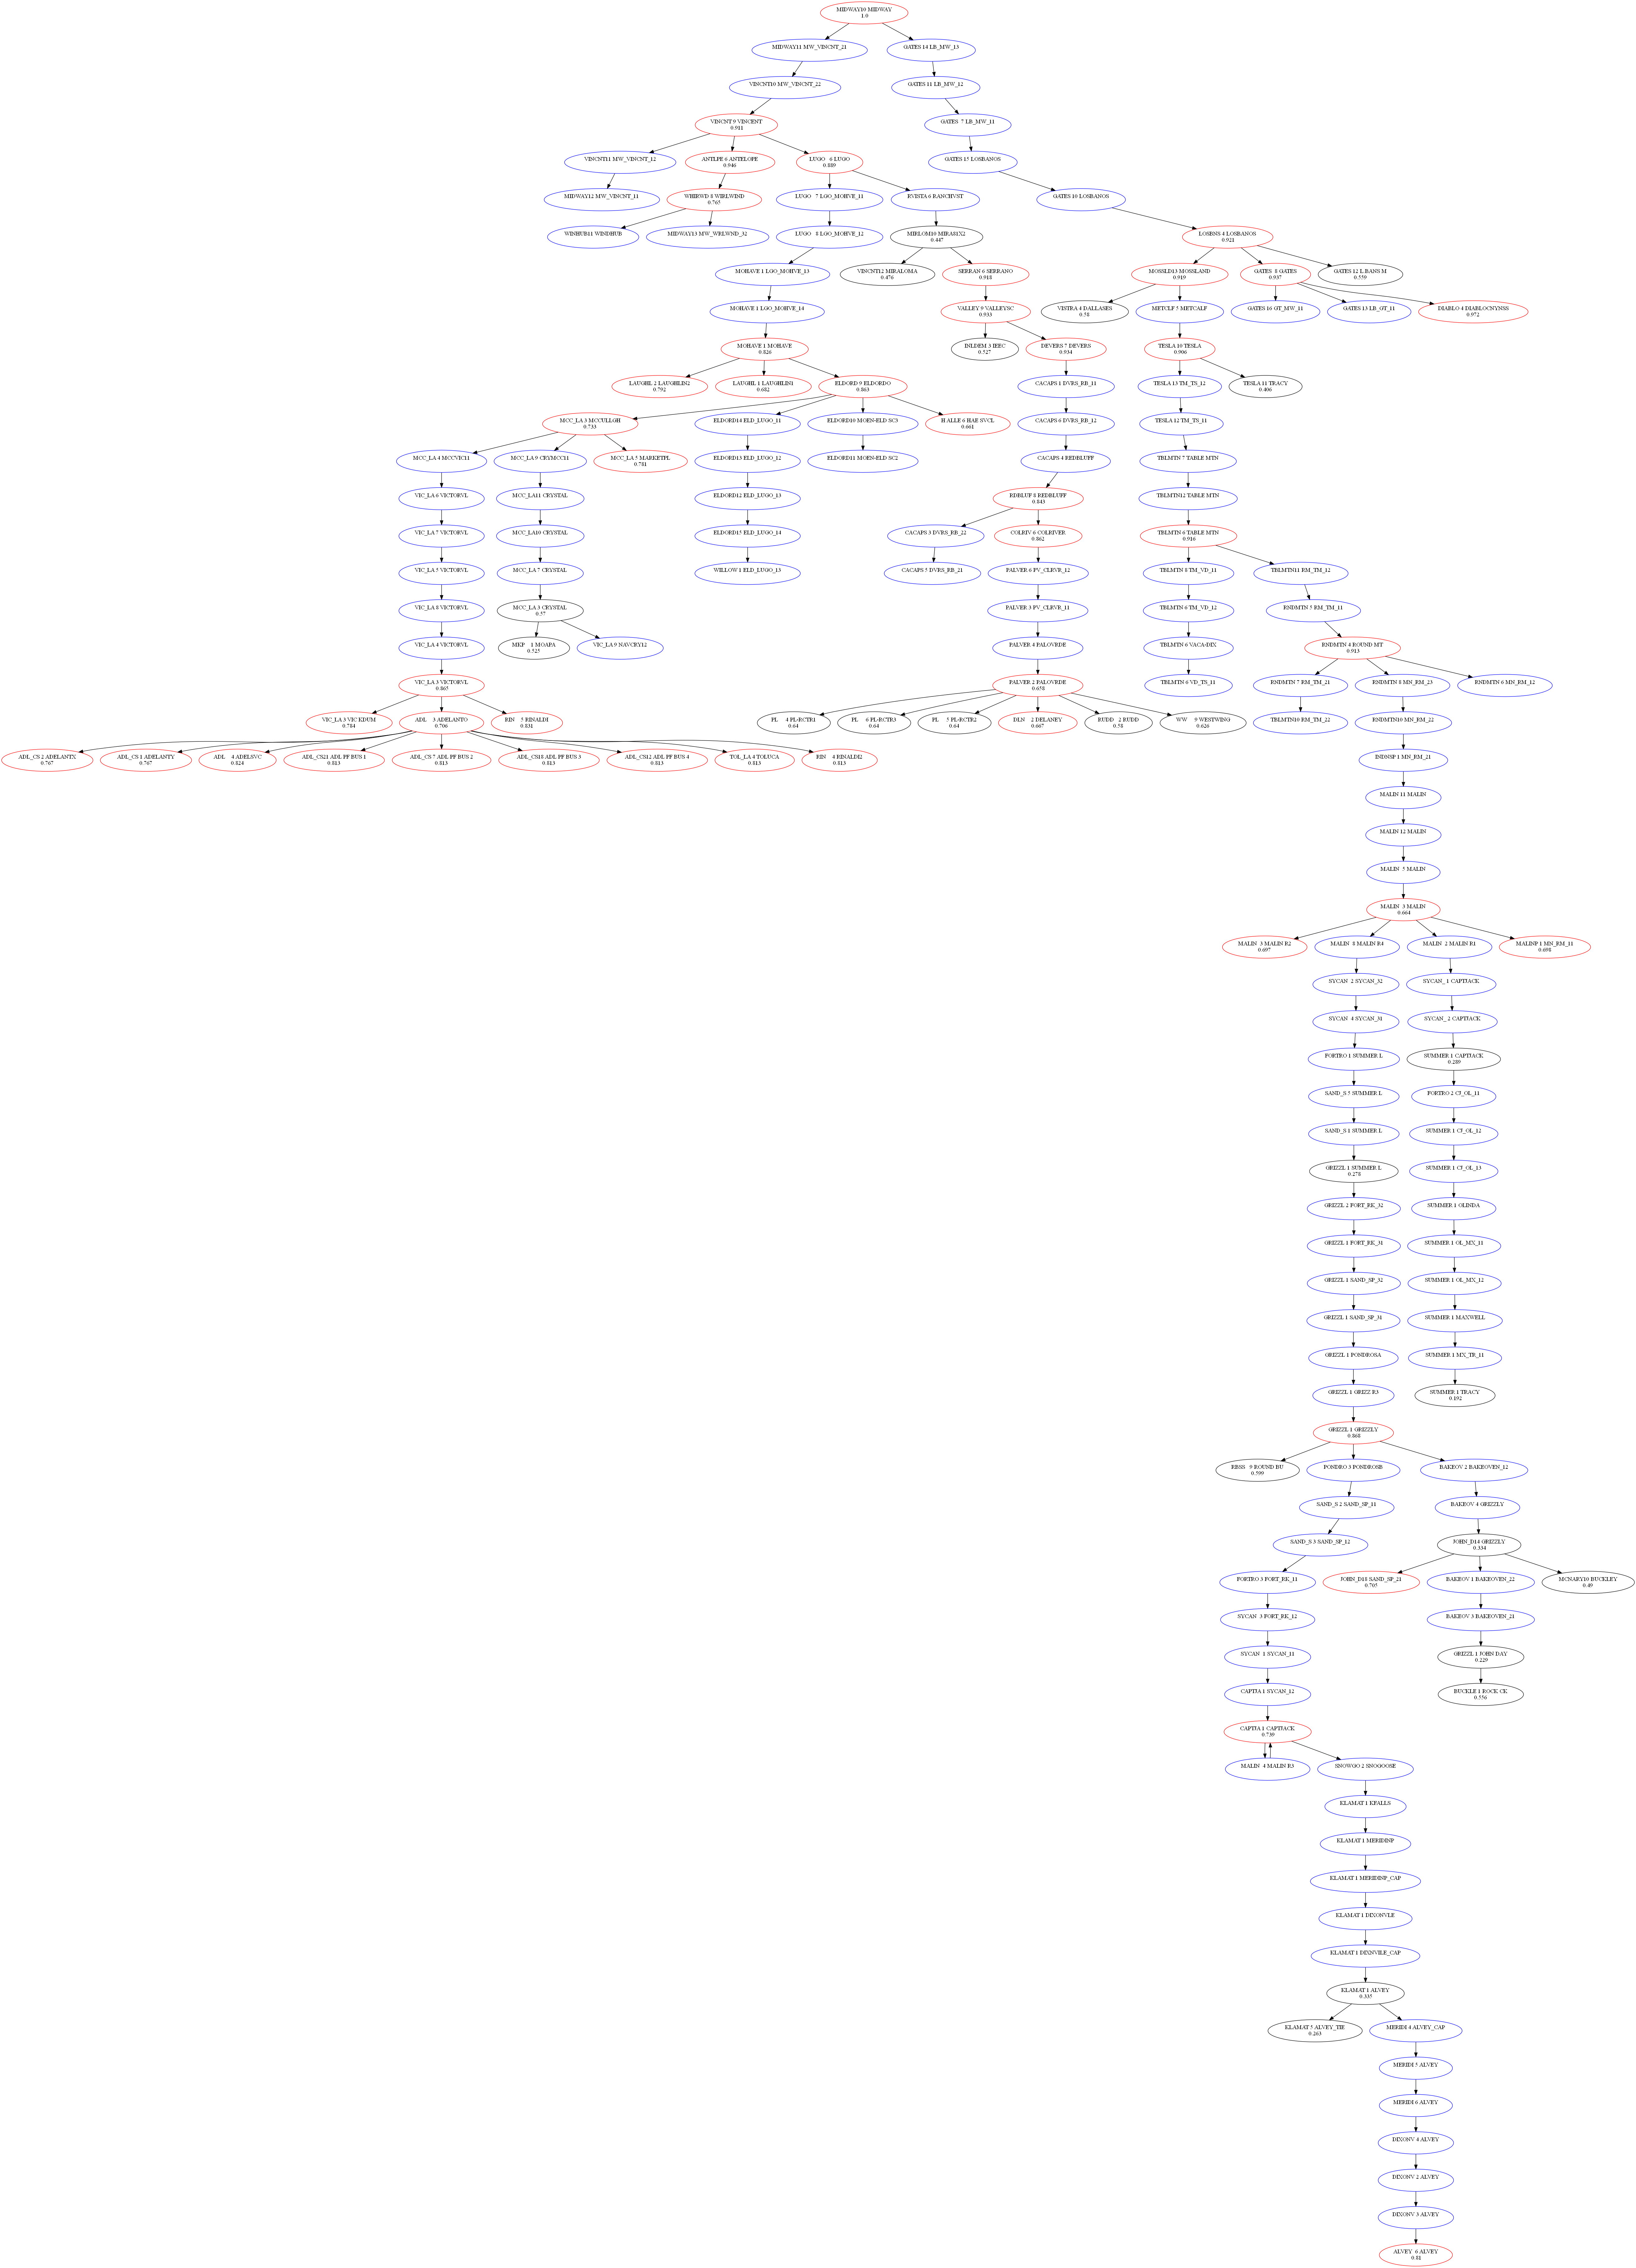 MIDWAY10 MIDWAY
1.0
MIDWAY11 MW_VINCNT_21
GATES 14 LB_MW_13
VINCNT10 MW_VINCNT_22
GATES 11 LB_MW_12
VINCNT 9 VINCENT
0.911
GATES 7 LB_MW_11
VINCNT11 MW_VINCNT_12
ANTLPE 6 ANTELOPE
0.946
LUGO 6 LUGO
0.889
GATES 15 LOSBANOS
MIDWAY12 MW_VINCNT_11
WHIRWD 8 WIRLWIND
0.765
LUGO 7 LGO_MOHVE_11
RVISTA 6 RANCHVST
GATES 10 LOSBANOS
WINHUB11 WINDHUB
MIDWAY13 MW_WRLWND_32
LUGO 8 LGO_MOHVE_12
MIRLOM10 MIRASYX2
0.447
LOSBNS 4 LOSBANOS
0.921
MOHAVE 1 LGO_MOHVE_13
VINCNT12 MIRALOMA
0.476
SERRAN 6 SERRANO
0.918
MOSSLD13 MOSSLAND
0.919
GATES 8 GATES
0.937
GATES 12 L.BANS M
0.559
MOHAVE 1 LGO_MOHVE_14
VALLEY 9 VALLEYSC
0.933
VISTRA 4 DALLASES
0.58
METCLF 5 METCALF
GATES 16 GT_MW_11
GATES 13 LB_GT_11
DIABLO 4 DIABLOCNYNSS
0.972
MOHAVE 1 MOHAVE
0.826
INLDEM 3 IEEC
0.527
DEVERS 7 DEVERS
0.934
TESLA 10 TESLA
0.906
LAUGHL 2 LAUGHLIN2
0.792
LAUGHL 1 LAUGHLIN1
0.682
ELDORD 9 ELDORDO
0.863
CACAPS 1 DVRS_RB_11
TESLA 13 TM_TS_12
TESLA 11 TRACY
0.406
MCC_LA 3 MCCULLGH
0.733
ELDORD14 ELD_LUGO_11
ELDORD10 MOEN-ELD SC3
H ALLE 6 HAE SVCL
0.661
CACAPS 6 DVRS_RB_12
TESLA 12 TM_TS_11
MCC_LA 4 MCCVIC11
MCC_LA 9 CRYMCC11
MCC_LA 5 MARKETPL
0.781
ELDORD13 ELD_LUGO_12
ELDORD11 MOEN-ELD SC2
CACAPS 4 REDBLUFF
TBLMTN 7 TABLE MTN
VIC_LA 6 VICTORVL
MCC_LA11 CRYSTAL
ELDORD12 ELD_LUGO_13
RDBLUF 8 REDBLUFF
0.843
TBLMTN12 TABLE MTN
VIC_LA 7 VICTORVL
MCC_LA10 CRYSTAL
ELDORD15 ELD_LUGO_14
CACAPS 3 DVRS_RB_22
COLRIV 6 COLRIVER
0.862
TBLMTN 6 TABLE MTN
0.916
VIC_LA 5 VICTORVL
MCC_LA 7 CRYSTAL
WILLOW 1 ELD_LUGO_13
CACAPS 5 DVRS_RB_21
PALVER 6 PV_CLRVR_12
TBLMTN 8 TM_VD_11
TBLMTN11 RM_TM_12
VIC_LA 8 VICTORVL
MCC_LA 3 CRYSTAL
0.57
PALVER 3 PV_CLRVR_11
TBLMTN 6 TM_VD_12
RNDMTN 5 RM_TM_11
VIC_LA 4 VICTORVL
MKP 1 MOAPA
0.525
VIC_LA 9 NAVCRY12
PALVER 4 PALOVRDE
TBLMTN 6 VACA-DIX
RNDMTN 4 ROUND MT
0.913
VIC_LA 3 VICTORVL
0.865
PALVER 2 PALOVRDE
0.658
TBLMTN 6 VD_TS_11
RNDMTN 7 RM_TM_21
RNDMTN 8 MN_RM_23
RNDMTN 6 MN_RM_12
VIC_LA 3 VIC KDUM
0.784
ADL 3 ADELANTO
0.706
RIN 5 RINALDI
0.831
PL 4 PL-RCTR1
0.64
PL 6 PL-RCTR3
0.64
PL 5 PL-RCTR2
0.64
DLN 2 DELANEY
0.667
RUDD 2 RUDD
0.58
WW 9 WESTWING
0.626
TBLMTN10 RM_TM_22
RNDMTN10 MN_RM_22
ADL_CS 2 ADELANTX
0.767
ADL_CS 1 ADELANTY
0.767
ADL 4 ADELSVC
0.824
ADL_CS21 ADL PF BUS 1
0.813
ADL_CS 7 ADL PF BUS 2
0.813
ADL_CS18 ADL PF BUS 3
0.813
ADL_CS12 ADL PF BUS 4
0.813
TOL_LA 4 TOLUCA
0.813
RIN 4 RINALDI2
0.813
INDNSP 1 MN_RM_21
MALIN 11 MALIN
MALIN 12 MALIN
MALIN 5 MALIN
MALIN 3 MALIN
0.664
MALIN 3 MALIN R2
0.697
MALIN 8 MALIN R4
MALIN 2 MALIN R1
MALINP 1 MN_RM_11
0.698
SYCAN 2 SYCAN_32
SYCAN_ 1 CAPTJACK
SYCAN 4 SYCAN_31
SYCAN_ 2 CAPTJACK
FORTRO 1 SUMMER L
SUMMER 1 CAPTJACK
0.289
SAND_S 5 SUMMER L
FORTRO 2 CJ_OL_11
SAND_S 1 SUMMER L
SUMMER 1 CJ_OL_12
GRIZZL 1 SUMMER L
0.278
SUMMER 1 CJ_OL_13
GRIZZL 2 FORT_RK_32
SUMMER 1 OLINDA
GRIZZL 1 FORT_RK_31
SUMMER 1 OL_MX_11
GRIZZL 1 SAND_SP_32
SUMMER 1 OL_MX_12
GRIZZL 1 SAND_SP_31
SUMMER 1 MAXWELL
GRIZZL 1 PONDROSA
SUMMER 1 MX_TR_11
GRIZZL 1 GRIZZ R3
SUMMER 1 TRACY
0.192
GRIZZL 1 GRIZZLY
0.868
RBSS 9 ROUND BU
0.599
PONDRO 3 PONDROSB
BAKEOV 2 BAKEOVEN_12
SAND_S 2 SAND_SP_11
BAKEOV 4 GRIZZLY
SAND_S 3 SAND_SP_12
JOHN_D14 GRIZZLY
0.334
FORTRO 3 FORT_RK_11
JOHN_D18 SAND_SP_21
0.705
BAKEOV 1 BAKEOVEN_22
MCNARY10 BUCKLEY
0.49
SYCAN 3 FORT_RK_12
BAKEOV 3 BAKEOVEN_21
SYCAN 1 SYCAN_11
GRIZZL 1 JOHN DAY
0.229
CAPTJA 1 SYCAN_12
BUCKLE 1 ROCK CK
0.556
CAPTJA 1 CAPTJACK
0.739
MALIN 4 MALIN R3
SNOWGO 2 SNOGOOSE
KLAMAT 1 KFALLS
KLAMAT 1 MERIDINP
KLAMAT 1 MERIDINP_CAP
KLAMAT 1 DIXONVLE
KLAMAT 1 DIXNVILE_CAP
KLAMAT 1 ALVEY
0.335
KLAMAT 5 ALVEY_TIE
0.263
MERIDI 4 ALVEY_CAP
MERIDI 5 ALVEY
MERIDI 6 ALVEY
DIXONV 4 ALVEY
DIXONV 2 ALVEY
DIXONV 3 ALVEY
ALVEY 6 ALVEY
0.81